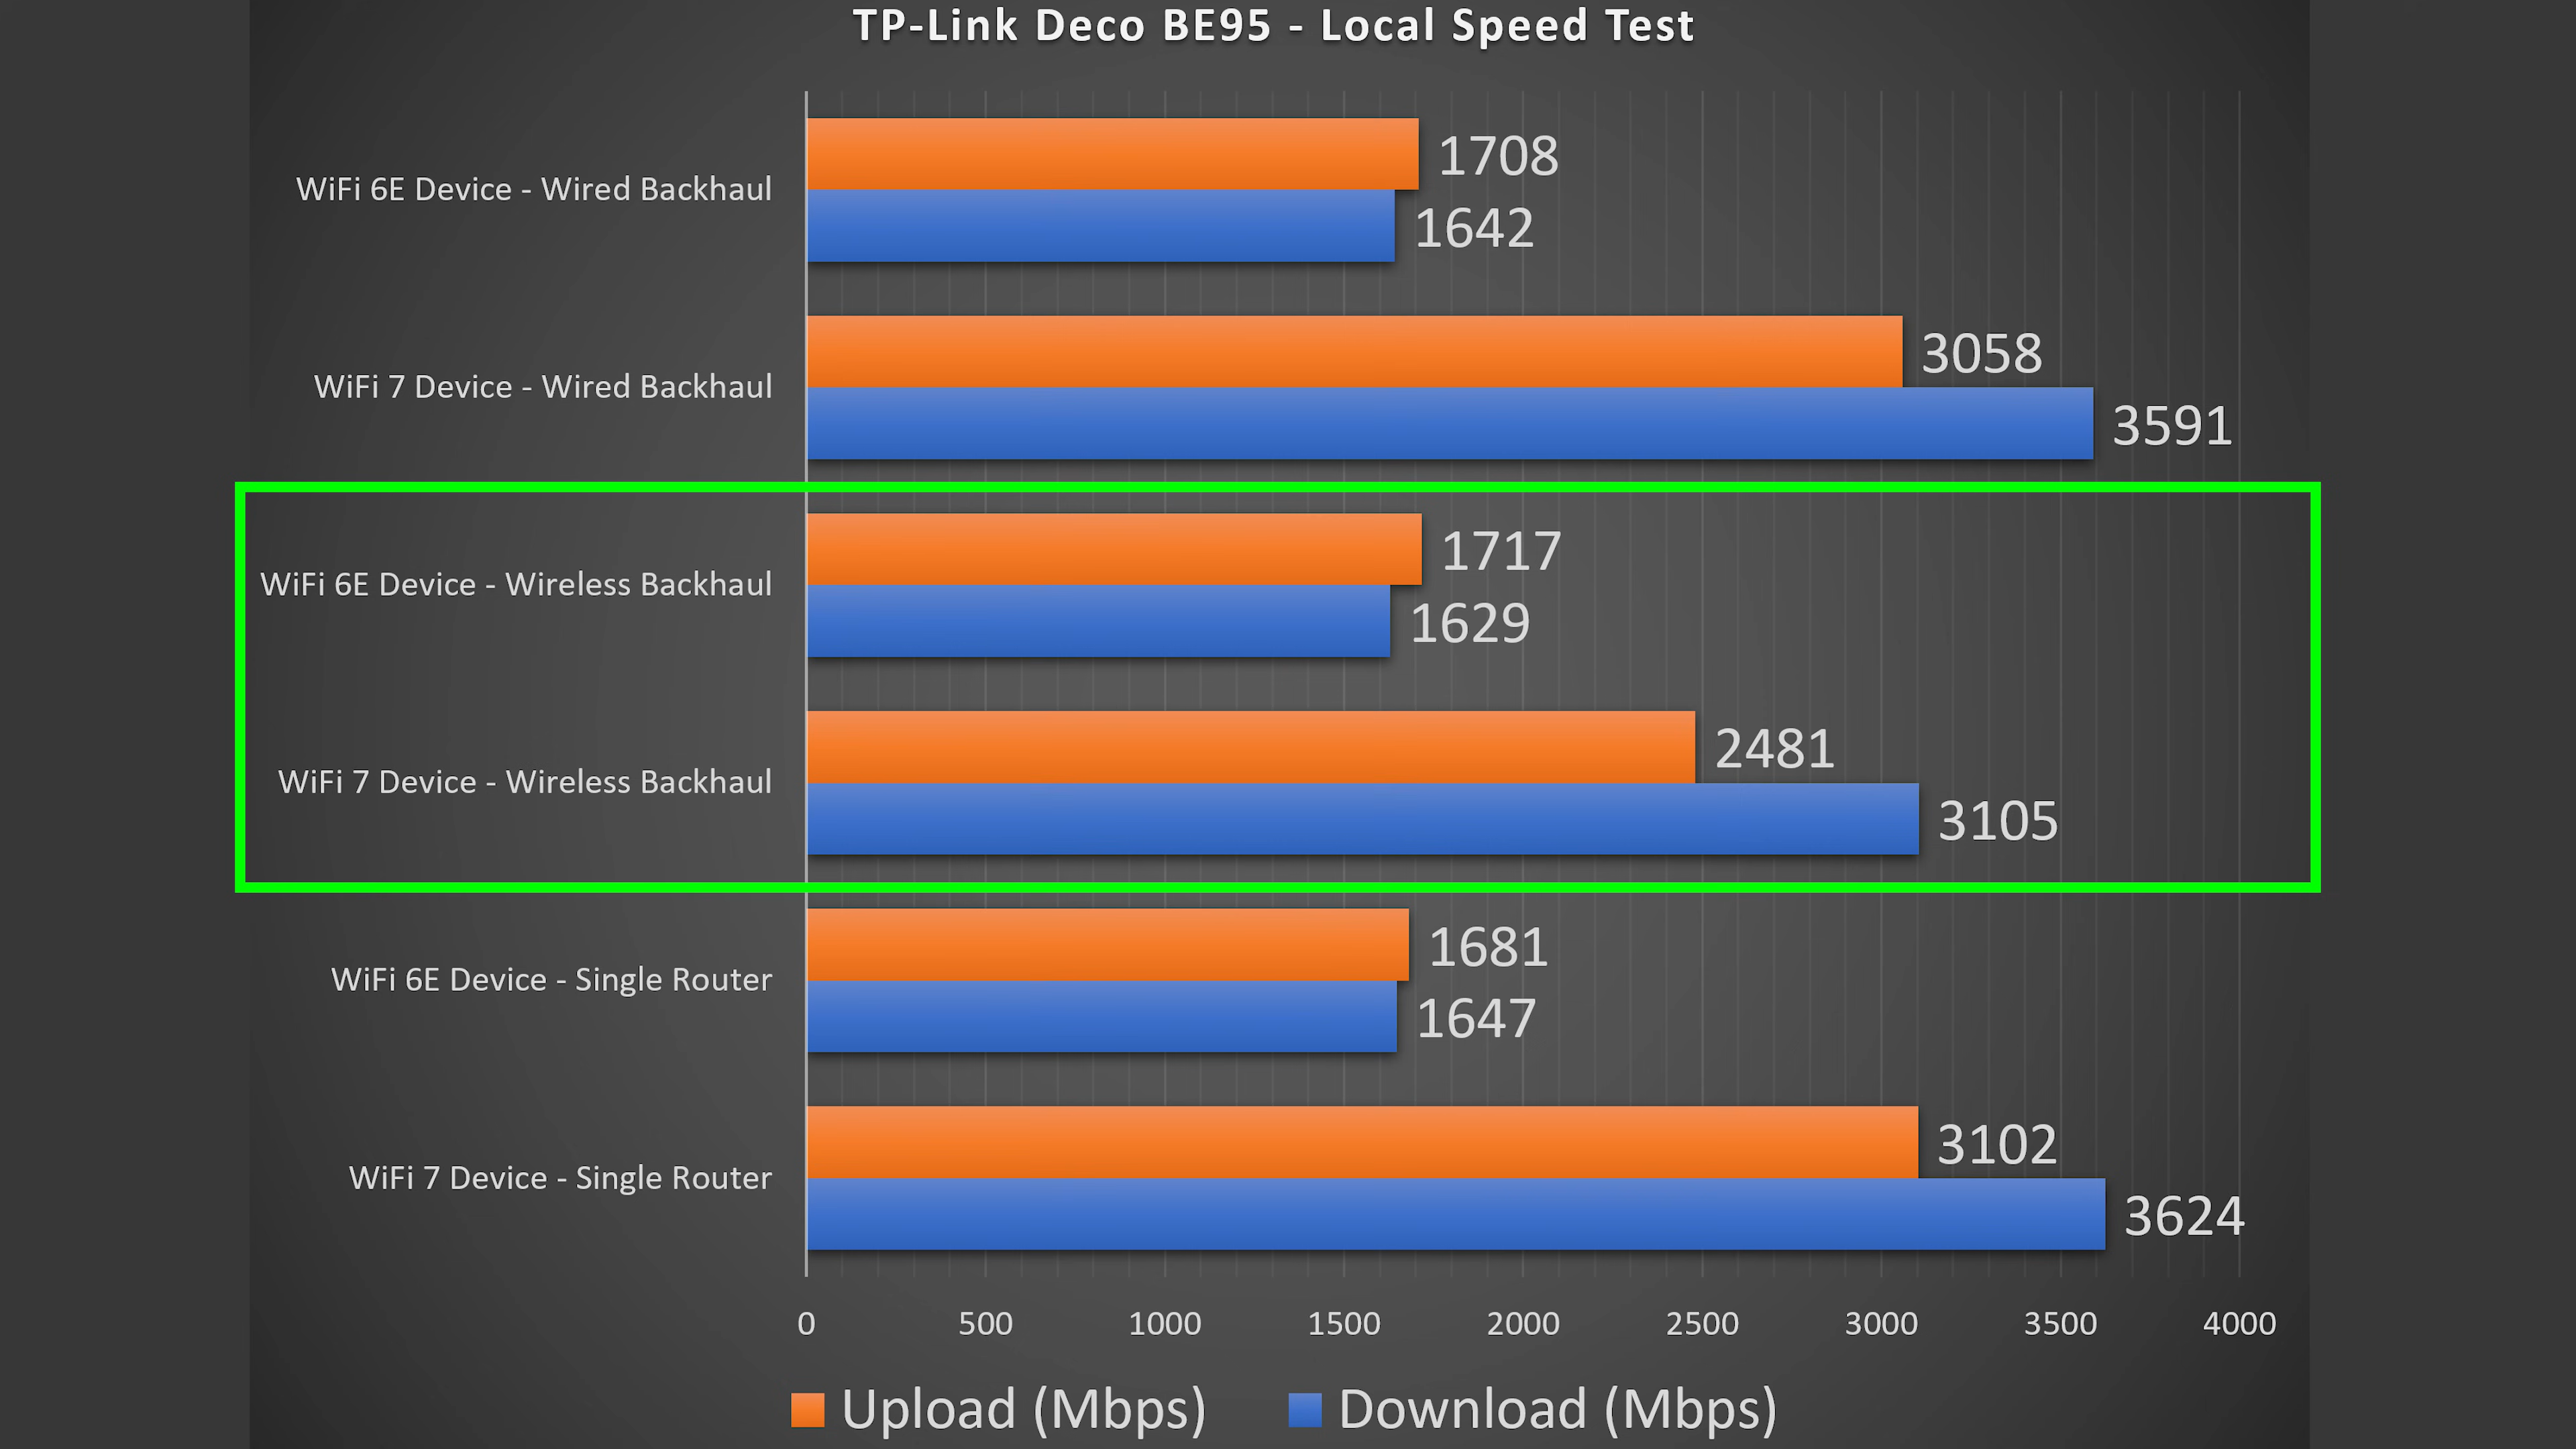 TP-Link Deco BE95 - Local Speed Test
WiFi 6E Device - Wired Backhaul
1708
1642
WiFi 7 Device - Wired Backhaul
3058
3591
WiFi 6E Device - Wireless Backhaul
1717
1629
WiFi 7 Device - Wireless Backhaul
2481
3105
WiFi 6E Device - Single Router
1681
1647
WiFi 7 Device - Single Router
3102
3624
0 500 1000 1500 2000 2500 3000 3500 4000
Upload (Mbps) Download (Mbps)